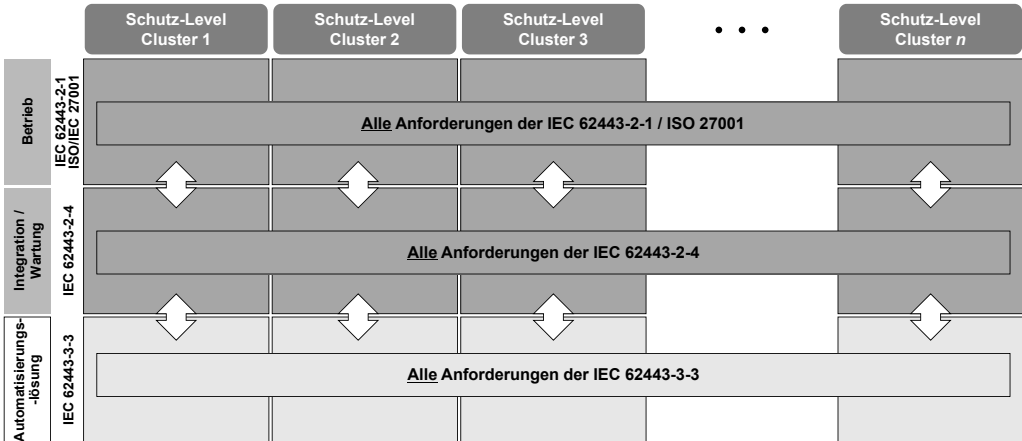 Schutz-Level
Cluster 1
Schutz-Level
Cluster 2
Schutz-Level
Cluster 3
• • •
Schutz-Level
Cluster n
Betrieb
IEC 62443-2-1
ISO/IEC 27001
Alle Anforderungen der IEC 62443-2-1 / ISO 27001
Integration /
Wartung
IEC 62443-2-4
Alle Anforderungen der IEC 62443-2-4
Automatisierungs-
-lösung
IEC 62443-3-3
Alle Anforderungen der IEC 62443-3-3